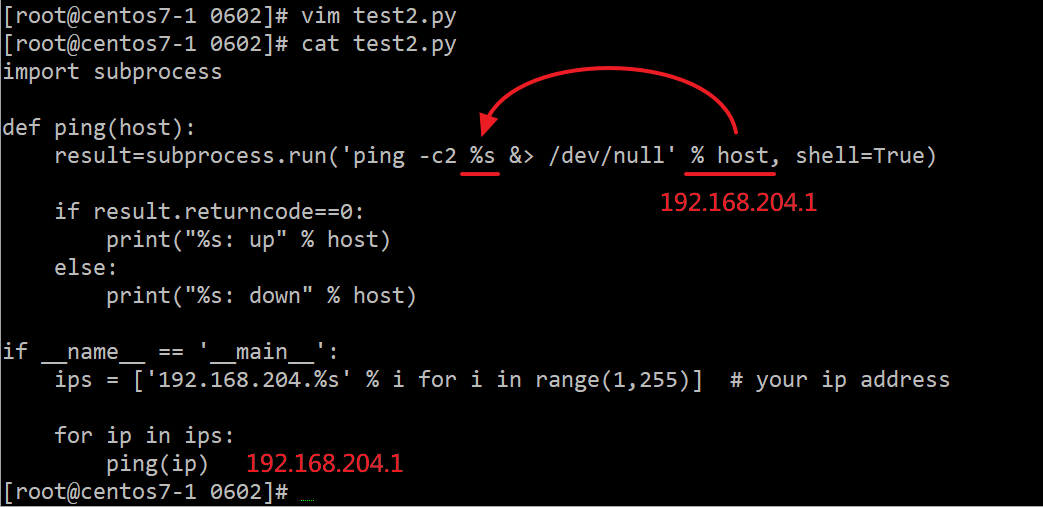 [root@centos7-1 0602]# vim test2.py
[root@centos7-1 0602]# cat test2.py
import subprocess

def ping(host):
    result=subprocess.run('ping -c2 %s &> /dev/null' % host, shell=True)
192.168.204.1
    if result.returncode==0:
        print("%s: up" % host)
    else:
        print("%s: down" % host)

if __name__ == '__main__':
    ips = ['192.168.204.%s' % i for i in range(1,255)]  # your ip address

    for ip in ips:
        ping(ip) 192.168.204.1
[root@centos7-1 0602]#